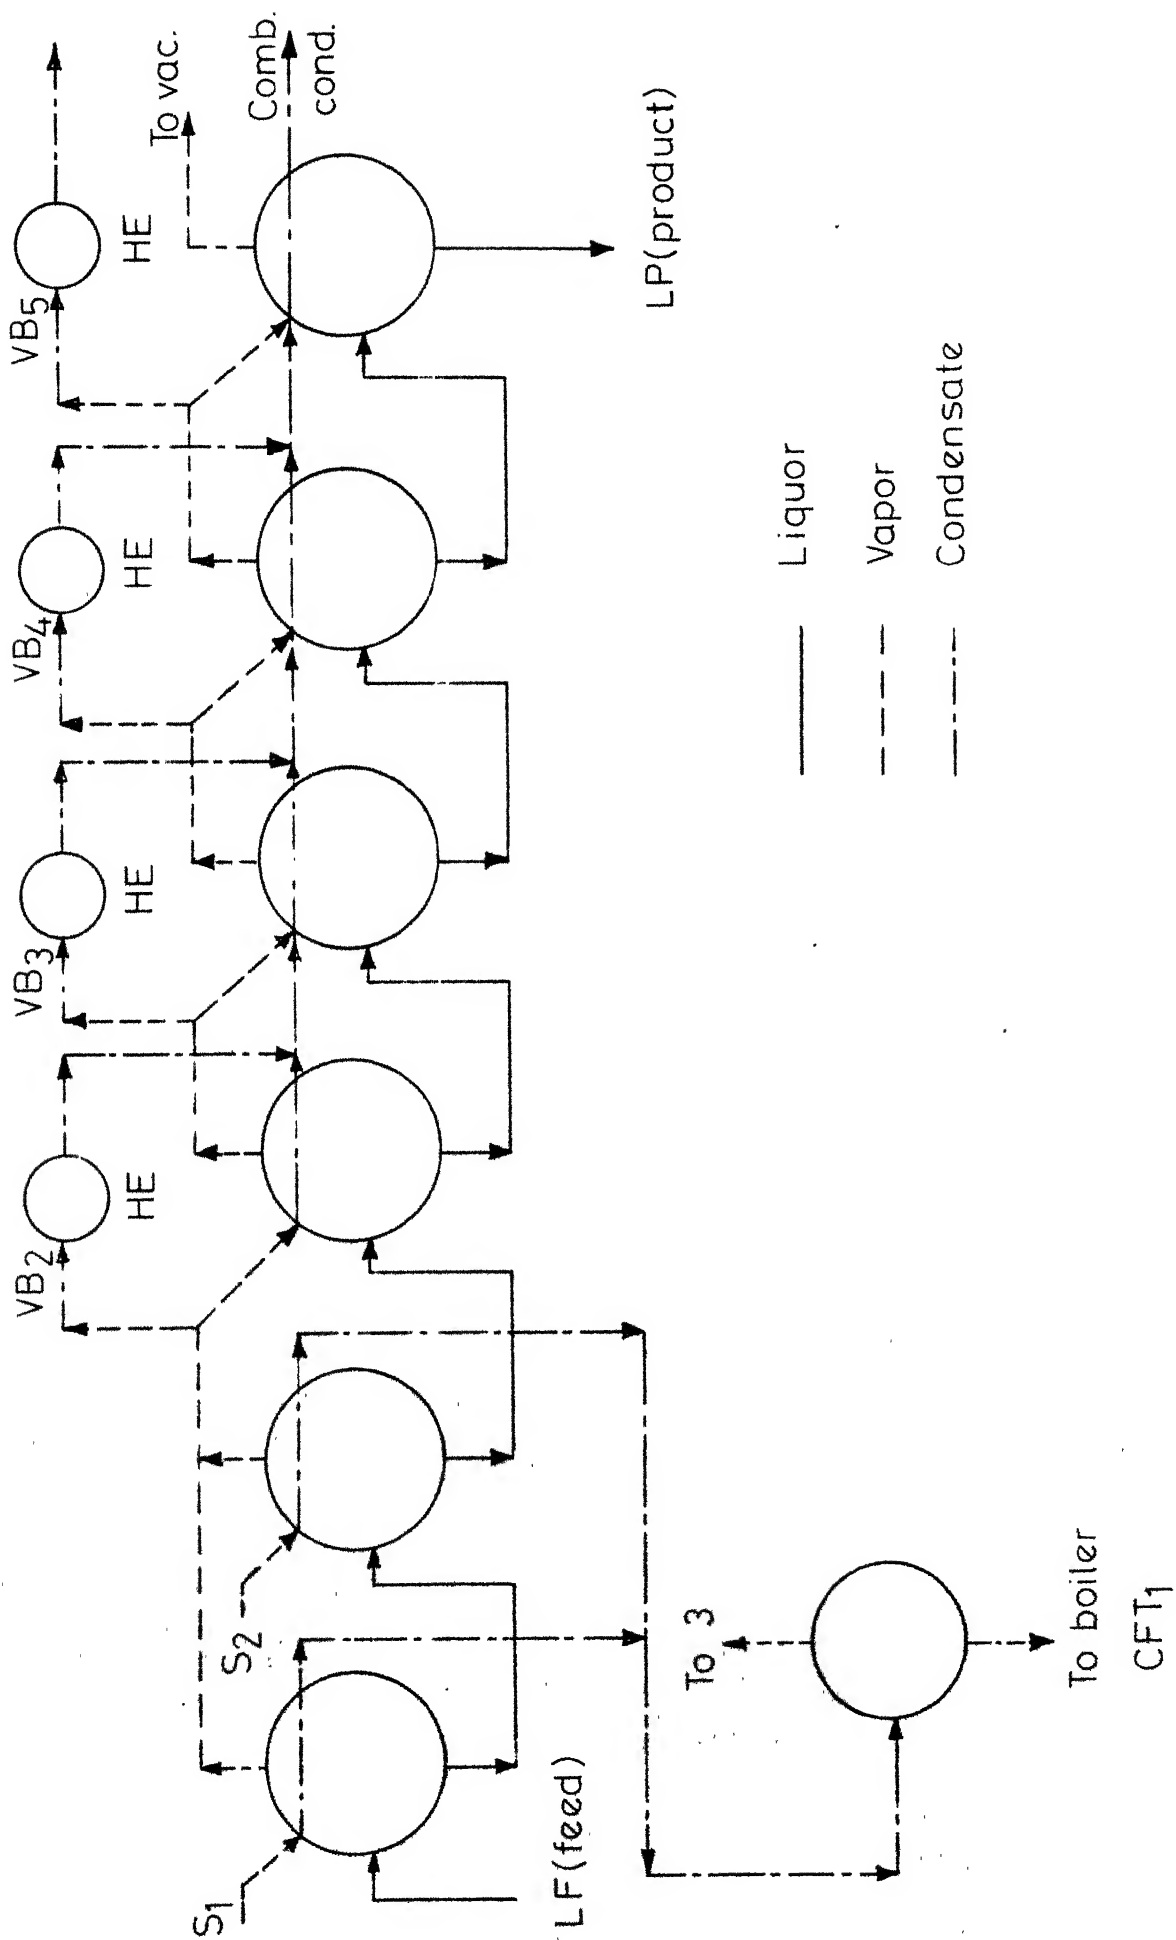 VB2
VB3
VB4
VB5
HE
HE
HE
HE
To vac.
Comb.
cond.
S1
S2
LF(feed)
LP(product)
To 3
To boiler
CFT1
Liquor
Vapor
Condensate